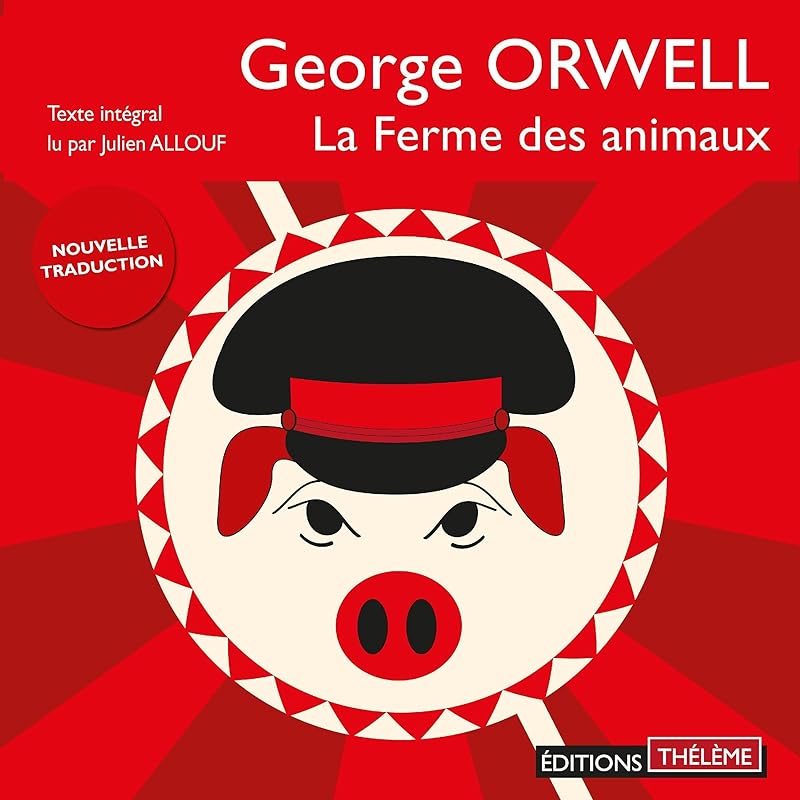 George ORWELL
La Ferme des animaux
Texte intégral
lu par Julien ALLOUF
NOUVELLE
TRADUCTION
ÉDITIONS THÉLÈME